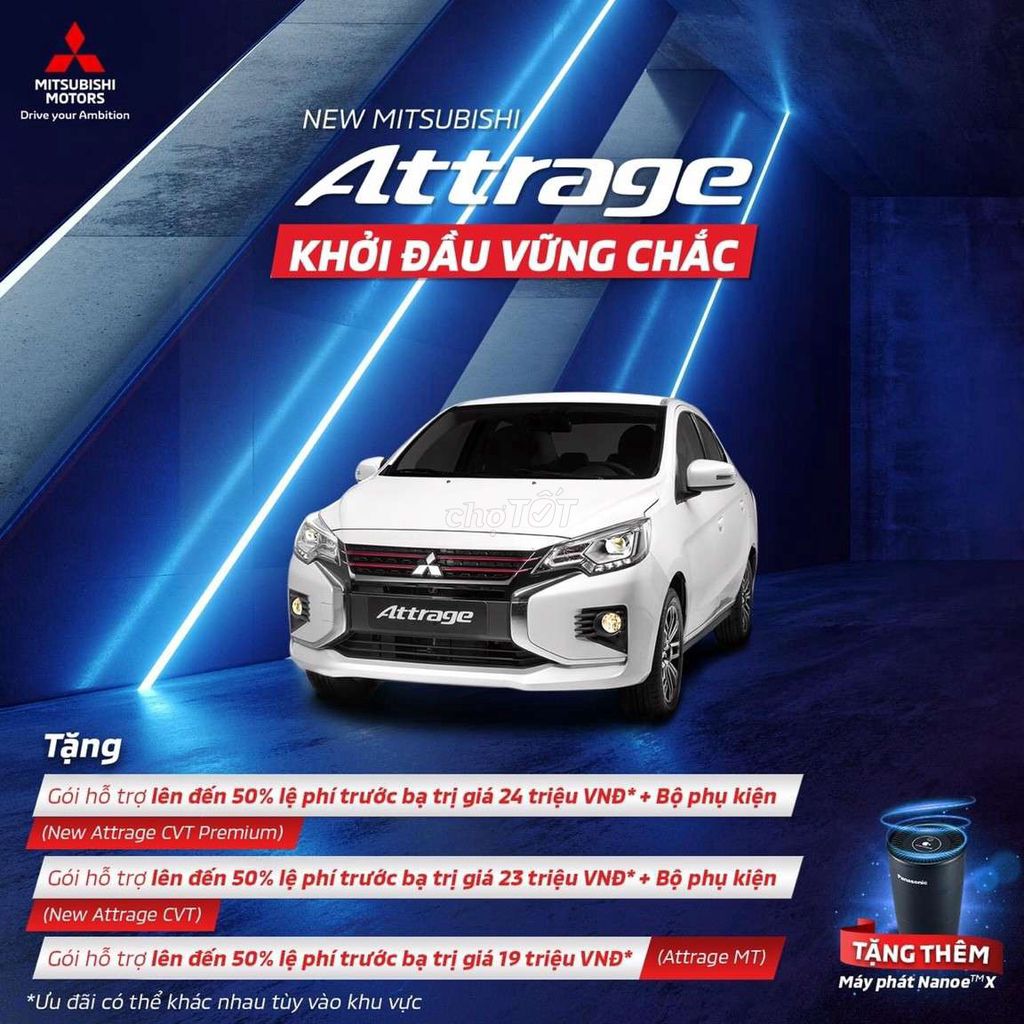 MITSUBISHI
MOTORS
Drive your Ambition
NEW MITSUBISHI
Attrage
KHỞI ĐẦU VỮNG CHẮC
chợTỐT
Attrage
Tặng
Gói hỗ trợ lên đến 50% lệ phí trước bạ trị giá 24 triệu VNĐ* + Bộ phụ kiện
(New Attrage CVT Premium)
Gói hỗ trợ lên đến 50% lệ phí trước bạ trị giá 23 triệu VNĐ* + Bộ phụ kiện
(New Attrage CVT)
Gói hỗ trợ lên đến 50% lệ phí trước bạ trị giá 19 triệu VNĐ* (Attrage MT)
*Ưu đãi có thể khác nhau tùy vào khu vực
Panasonic
TẶNG THÊM
Máy phát Nanoe™X